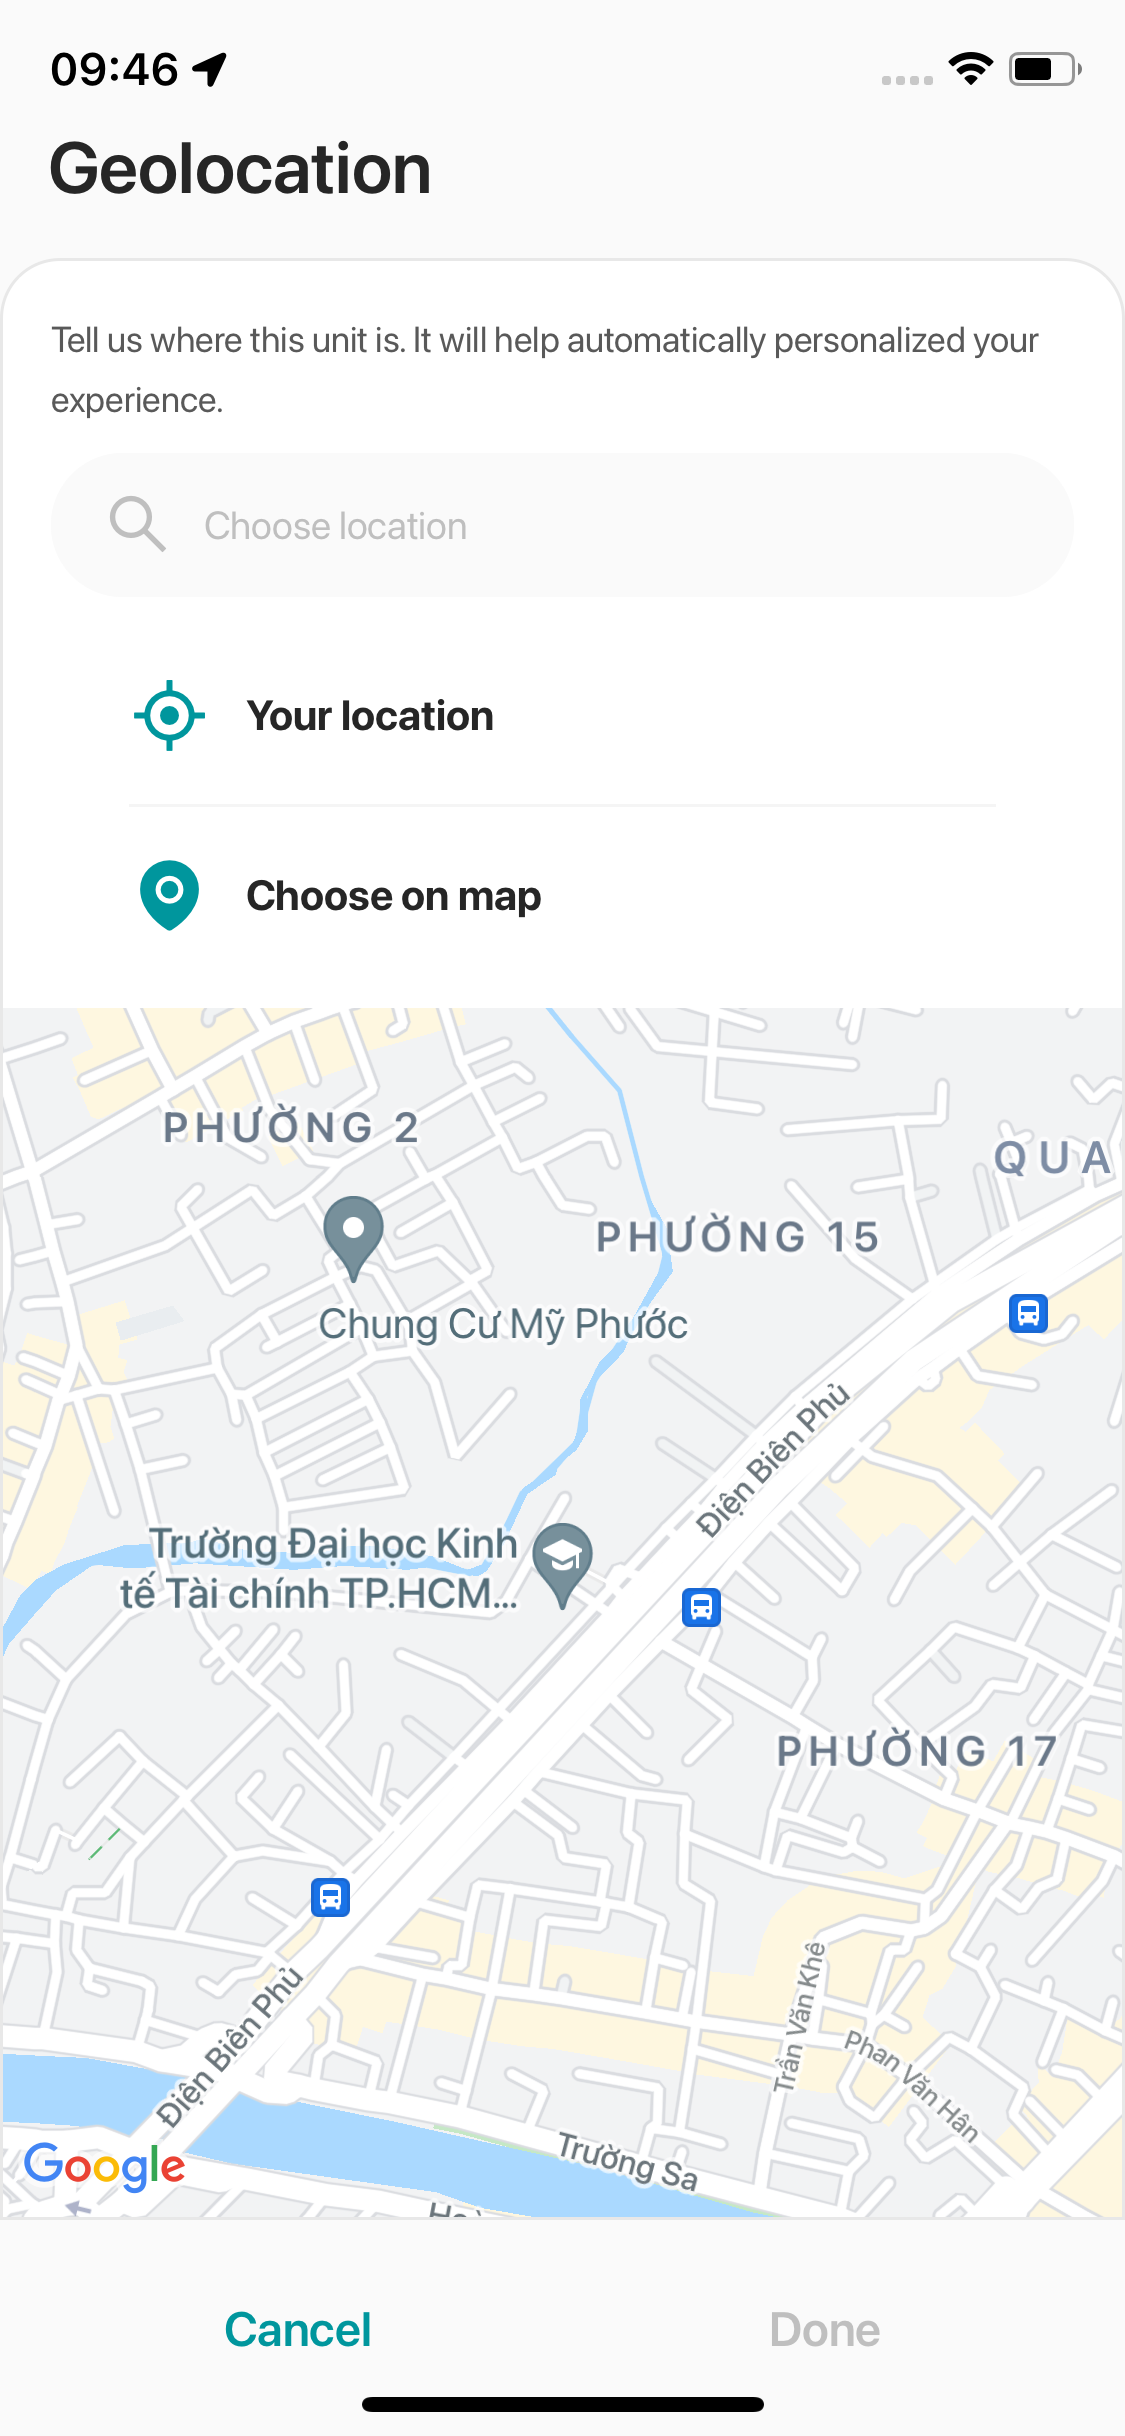 09:46
Geolocation
Tell us where this unit is. It will help automatically personalized your
experience.
Choose location
Your location
Choose on map
PHƯỜNG 2
QUA
PHƯỜNG 15
Chung Cư Mỹ Phước
Điện Biên Phủ
Trường Đại học Kinh
tế Tài chính TP.HCM...
PHƯỜNG 17
Điện Biên Phủ
Trần Văn Khê
Phan Văn Hân
Trường Sa
Google
Cancel
Done